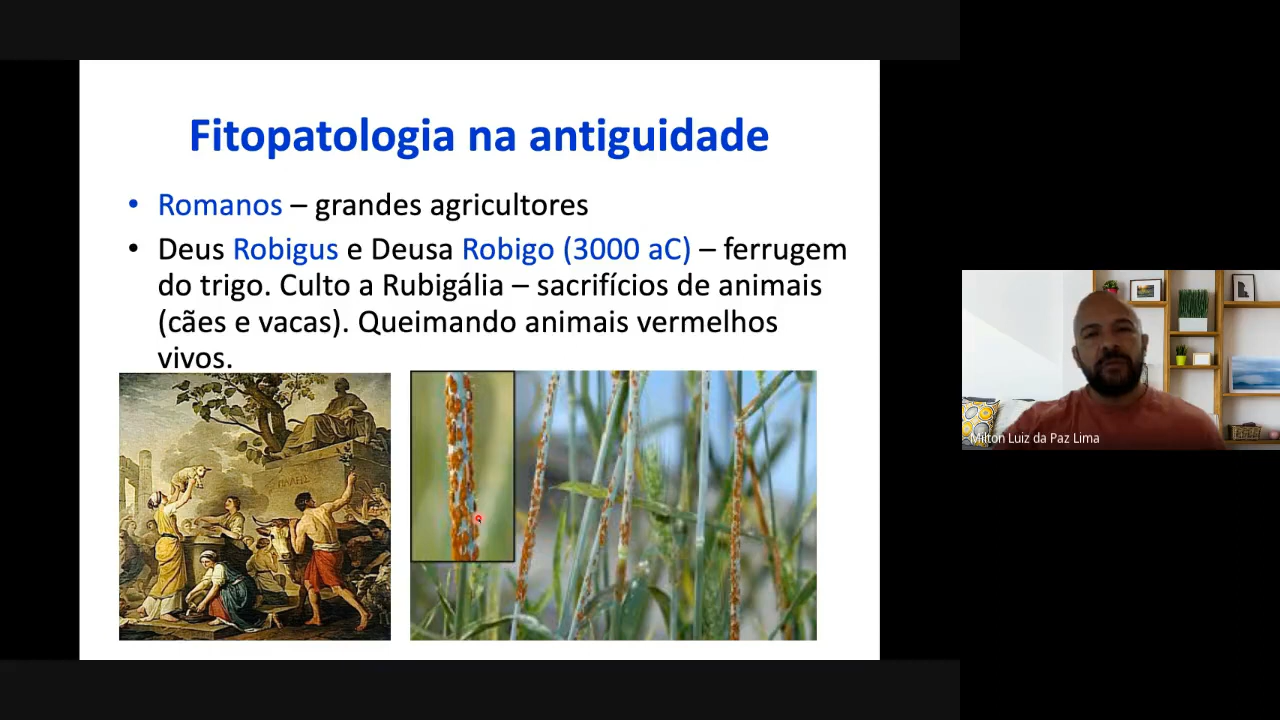 Fitopatologia na antiguidade
• Romanos – grandes agricultores
• Deus Robigus e Deusa Robigo (3000 aC) – ferrugem
do trigo. Culto a Rubigália – sacrifícios de animais
(cães e vacas). Queimando animais vermelhos
vivos.
Milton Luiz da Paz Lima